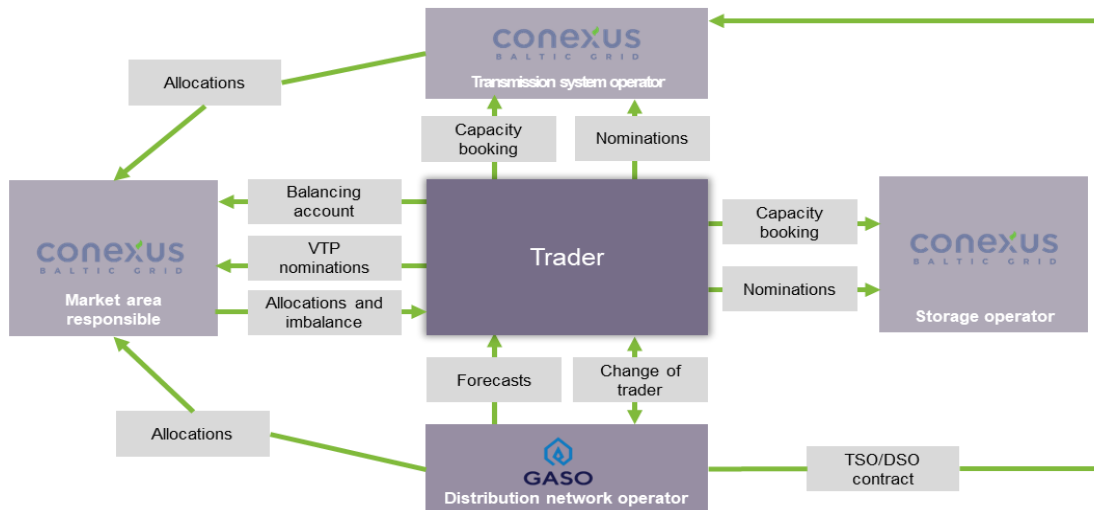 conexus
BALTIC GRID
Transmission system operator
Allocations
Capacity
booking
Nominations
Balancing
account
VTP
nominations
Allocations and
imbalance
conexus
BALTIC GRID
Market area
responsible
Trader
Capacity
booking
Nominations
conexus
BALTIC GRID
Storage operator
Forecasts
Change of
trader
Allocations
GASO
Distribution network operator
TSO/DSO
contract